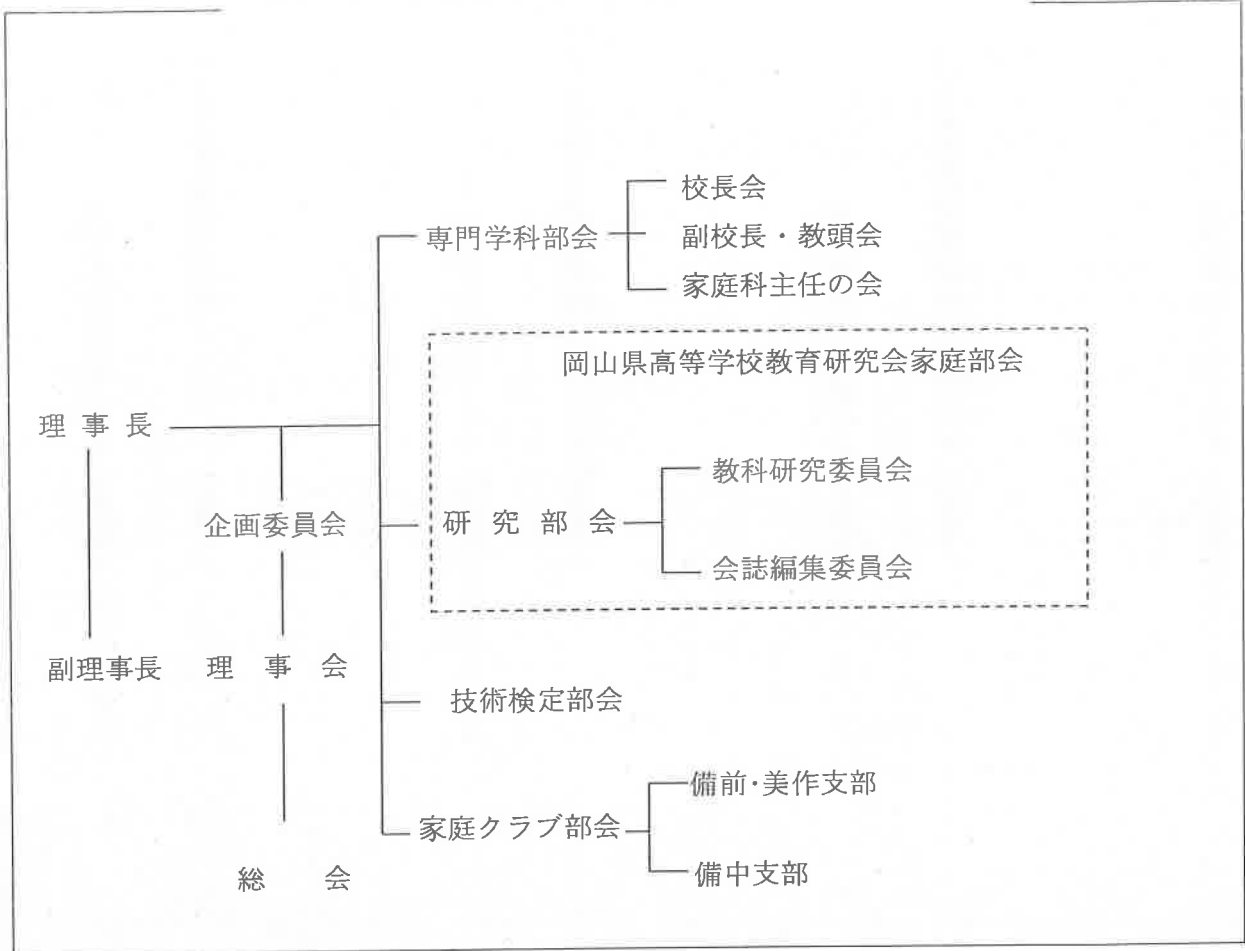 校長会
専門学科部会
副校長・教頭会
家庭科主任の会
岡山県高等学校教育研究会家庭部会
理事長
教科研究委員会
企画委員会
研究部会
会誌編集委員会
副理事長
理事会
技術検定部会
備前・美作支部
家庭クラブ部会
総会
備中支部